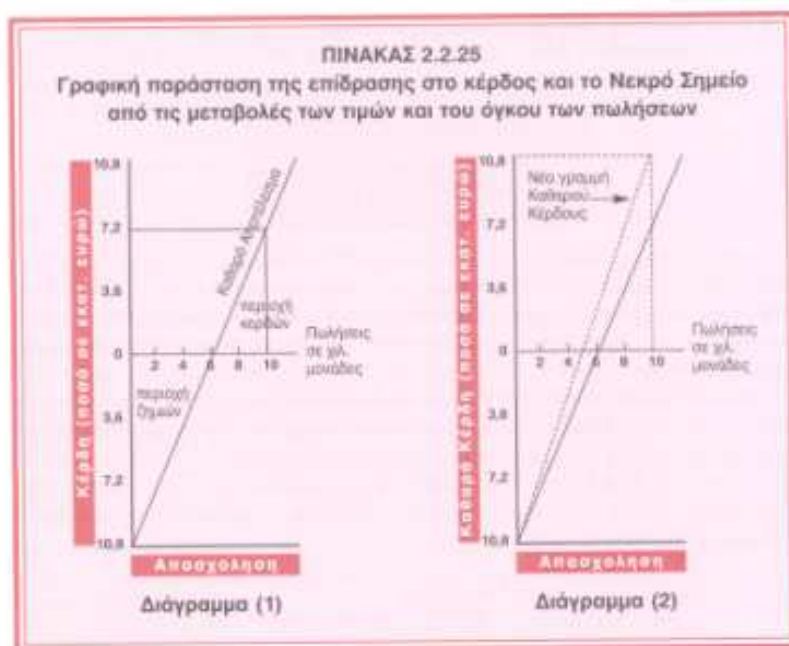 ΠΙΝΑΚΑΣ 2.2.25
Γραφική παράσταση της επίδρασης στο κέρδος και το Νεκρό Σημείο
από τις μεταβολές των τιμών και του όγκου των πωλήσεων
Κέρδη (ποσό σε εκατ. ευρώ)
10,8
7,2
3,6
0
3,6
7,2
10,8
Καθαρό Αποτέλεσμα
περιοχή
κερδών
2 4 6 8 10
Πωλήσεις
σε χιλ.
μονάδες
περιοχή
ζημιών
Απασχόληση
Διάγραμμα (1)
Καθαρό Κέρδη (ποσό σε εκατ. ευρώ)
10,8
7,2
3,6
0
3,6
7,2
10,8
Νέο γραμμή
Καθαρού
Κέρδους
2 4 6 8 10
Πωλήσεις
σε χιλ.
μονάδες
Απασχόληση
Διάγραμμα (2)